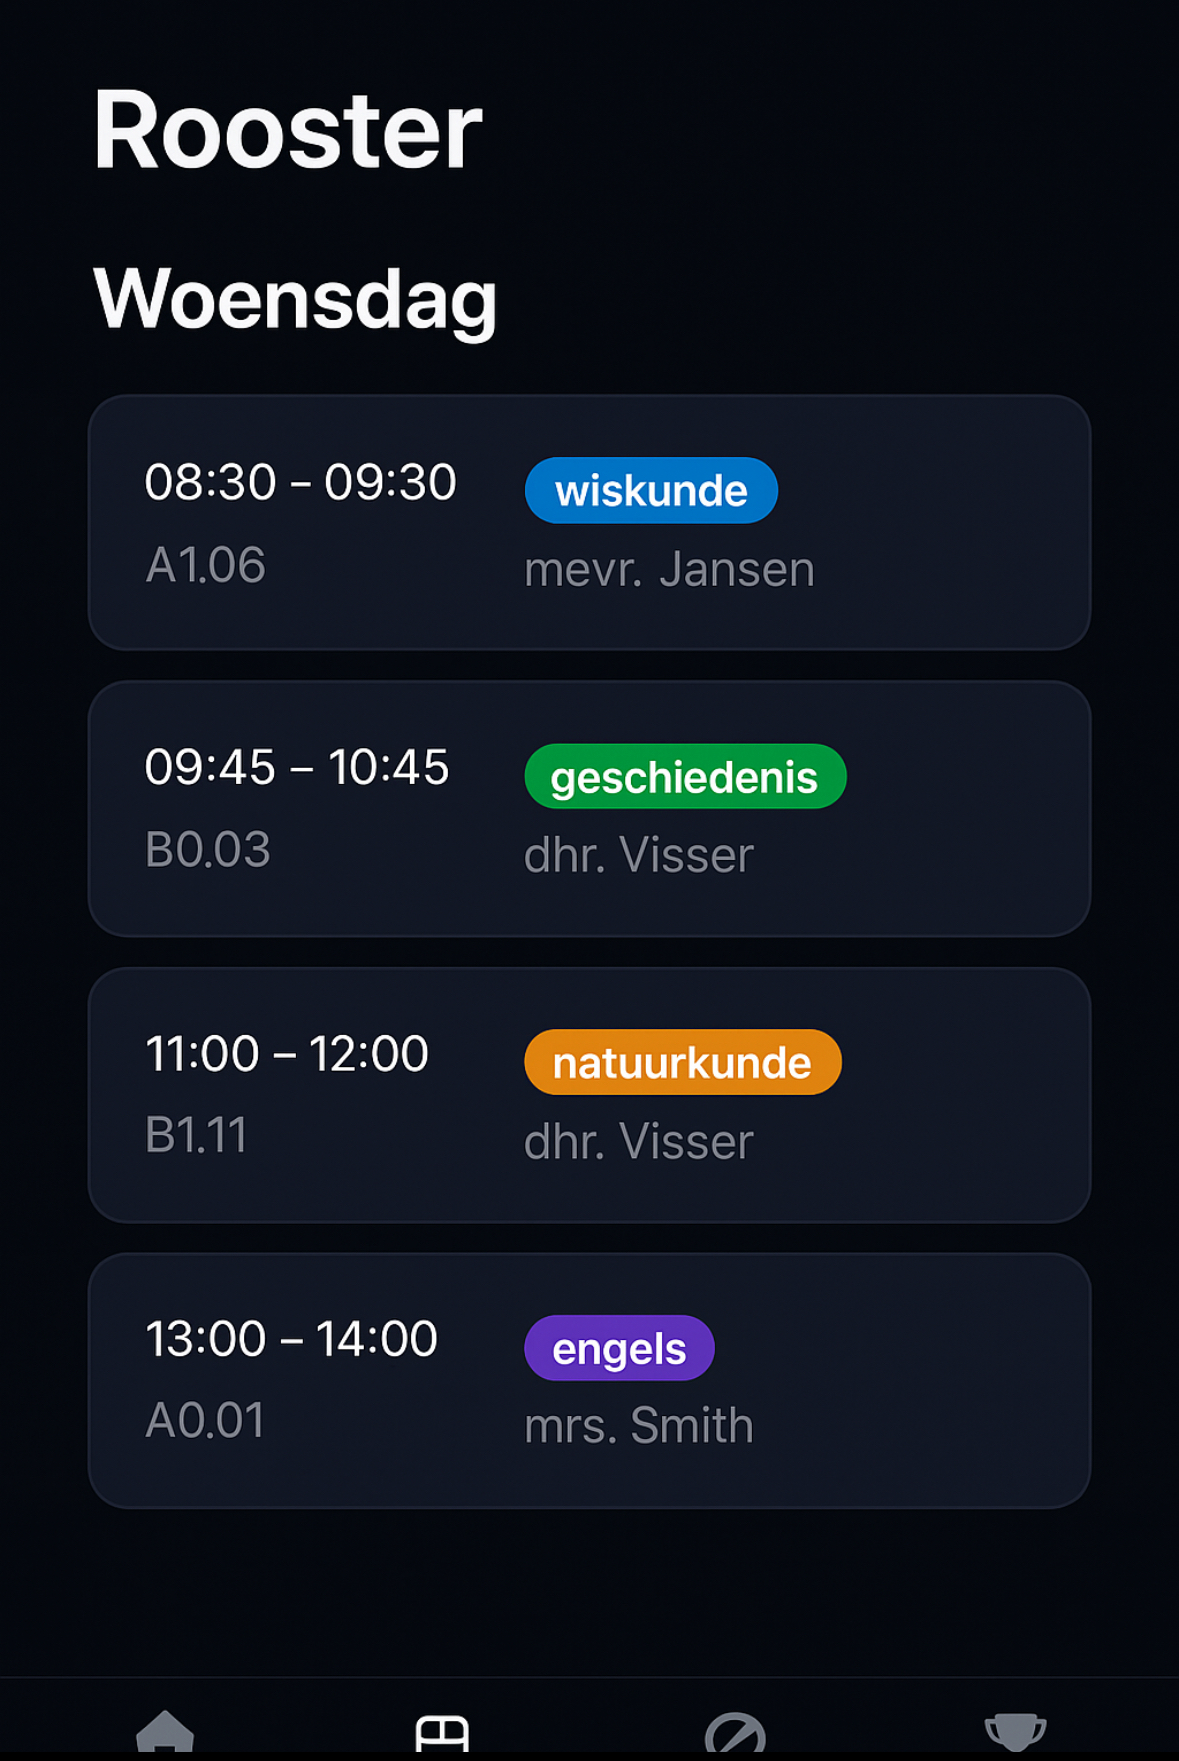 Rooster
Woensdag
08:30 – 09:30
wiskunde
A1.06
mevr. Jansen
09:45 – 10:45
geschiedenis
B0.03
dhr. Visser
11:00 – 12:00
natuurkunde
B1.11
dhr. Visser
13:00 – 14:00
engels
A0.01
mrs. Smith